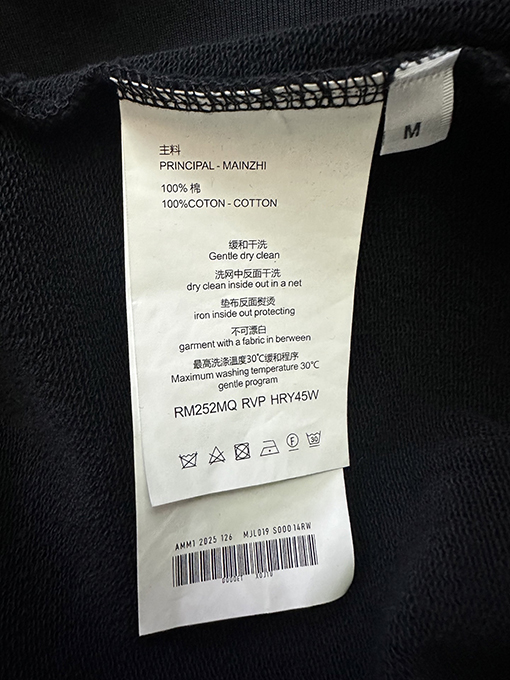 M
主料
PRINCIPAL - MAINZHI
100% 棉
100%COTON - COTTON
缓和干洗
Gentle dry clean
洗网中反面干洗
dry clean inside out in a net
垫布反面熨烫
iron inside out protecting
不可漂白
garment with a fabric in berween
最高洗涤温度30℃缓和程序
Maximum washing temperature 30℃
gentle program
RM252MQ RVP HRY45W
F
30
AMM1 2025 126 MJL019 S00014RW